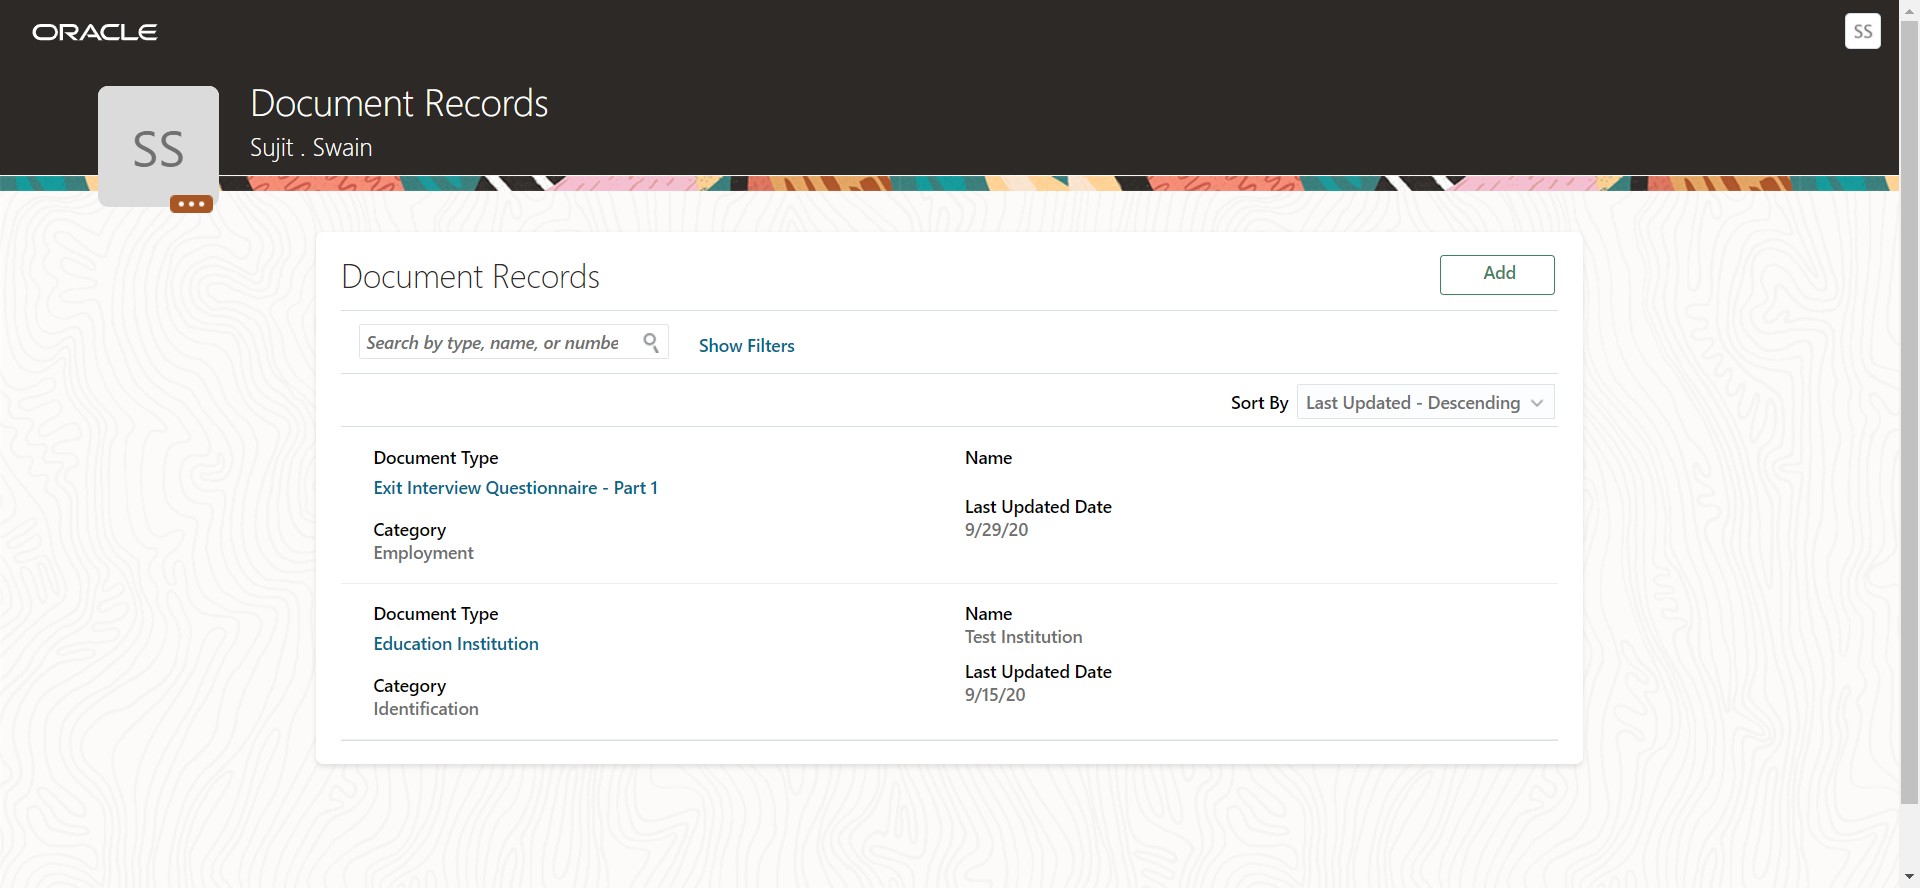 ORACLE
SS
SS
Document Records
Sujit . Swain
Document Records
Add
Search by type, name, or numbe
Show Filters
Sort By
Last Updated - Descending
Document Type
Name
Exit Interview Questionnaire - Part 1
Last Updated Date
Category
9/29/20
Employment
Document Type
Name
Test Institution
Education Institution
Last Updated Date
Category
9/15/20
Identification